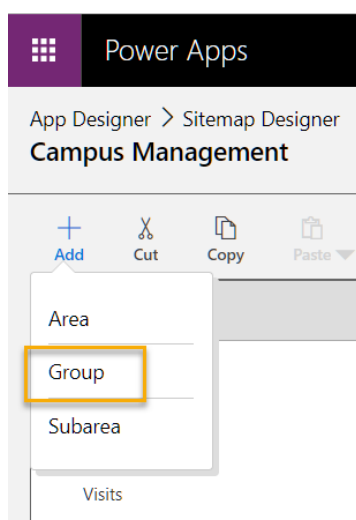 Power Apps
App Designer > Sitemap Designer
Campus Management
Add Cut Copy Paste
Area
Group
Subarea
Visits